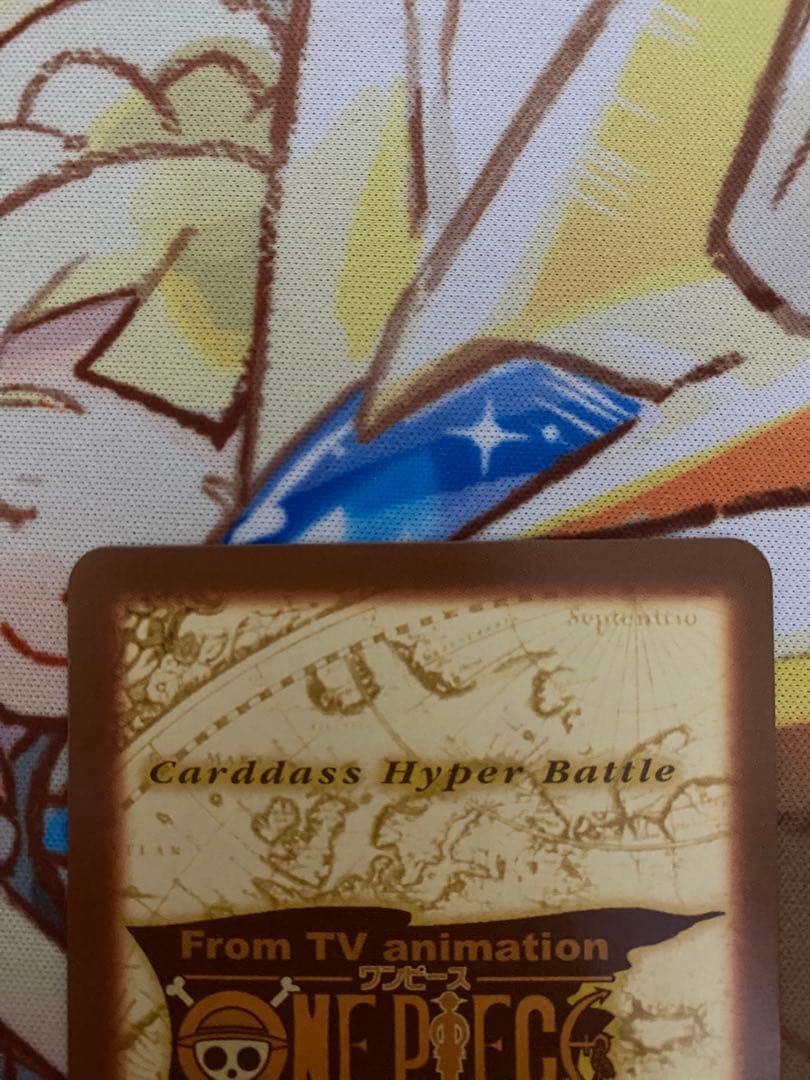 Septentrio
Carddass Hyper Battle
From TV animation
ワンピース
ONE PIECE